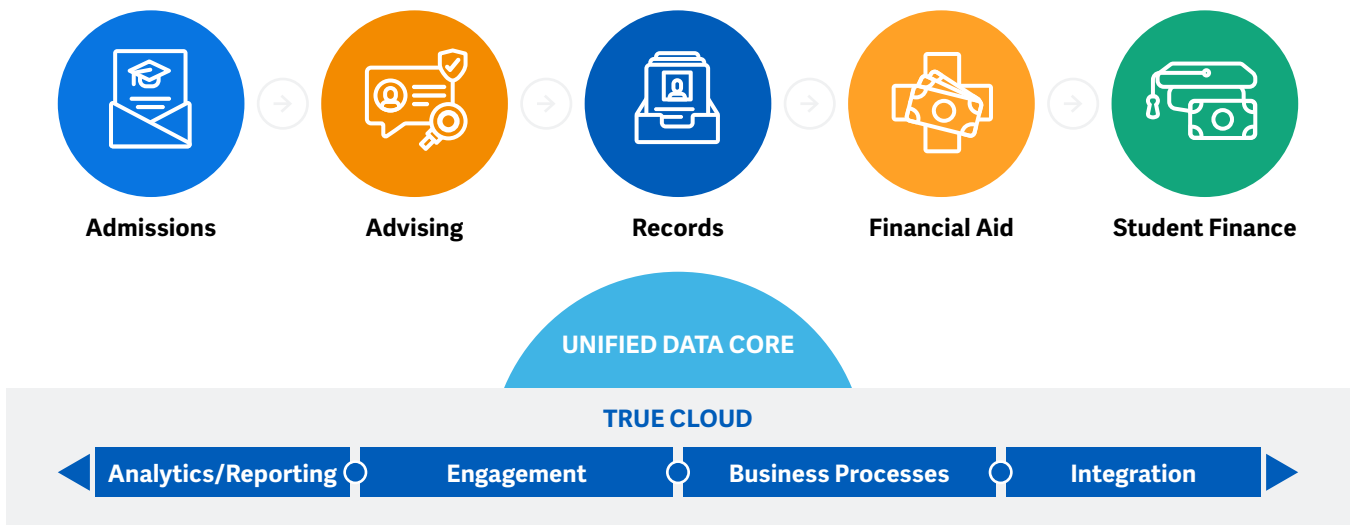 Admissions
Advising
Records
Financial Aid
Student Finance
UNIFIED DATA CORE
TRUE CLOUD
Analytics/Reporting
Engagement
Business Processes
Integration